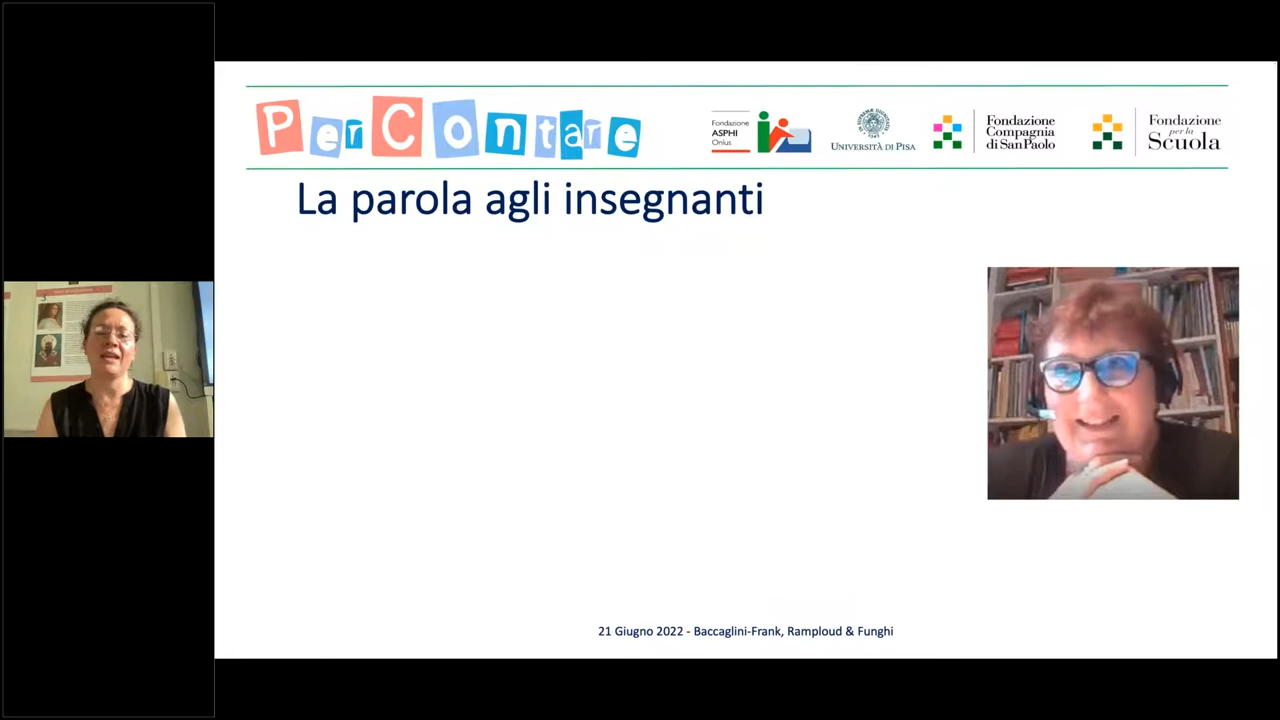 PerContare
Fondazione
ASPHI
Onlus
UNIVERSITÀ DI PISA
Fondazione
Compagnia
di San Paolo
Fondazione
per la
Scuola
La parola agli insegnanti
21 Giugno 2022 - Baccaglini-Frank, Ramploud & Funghi